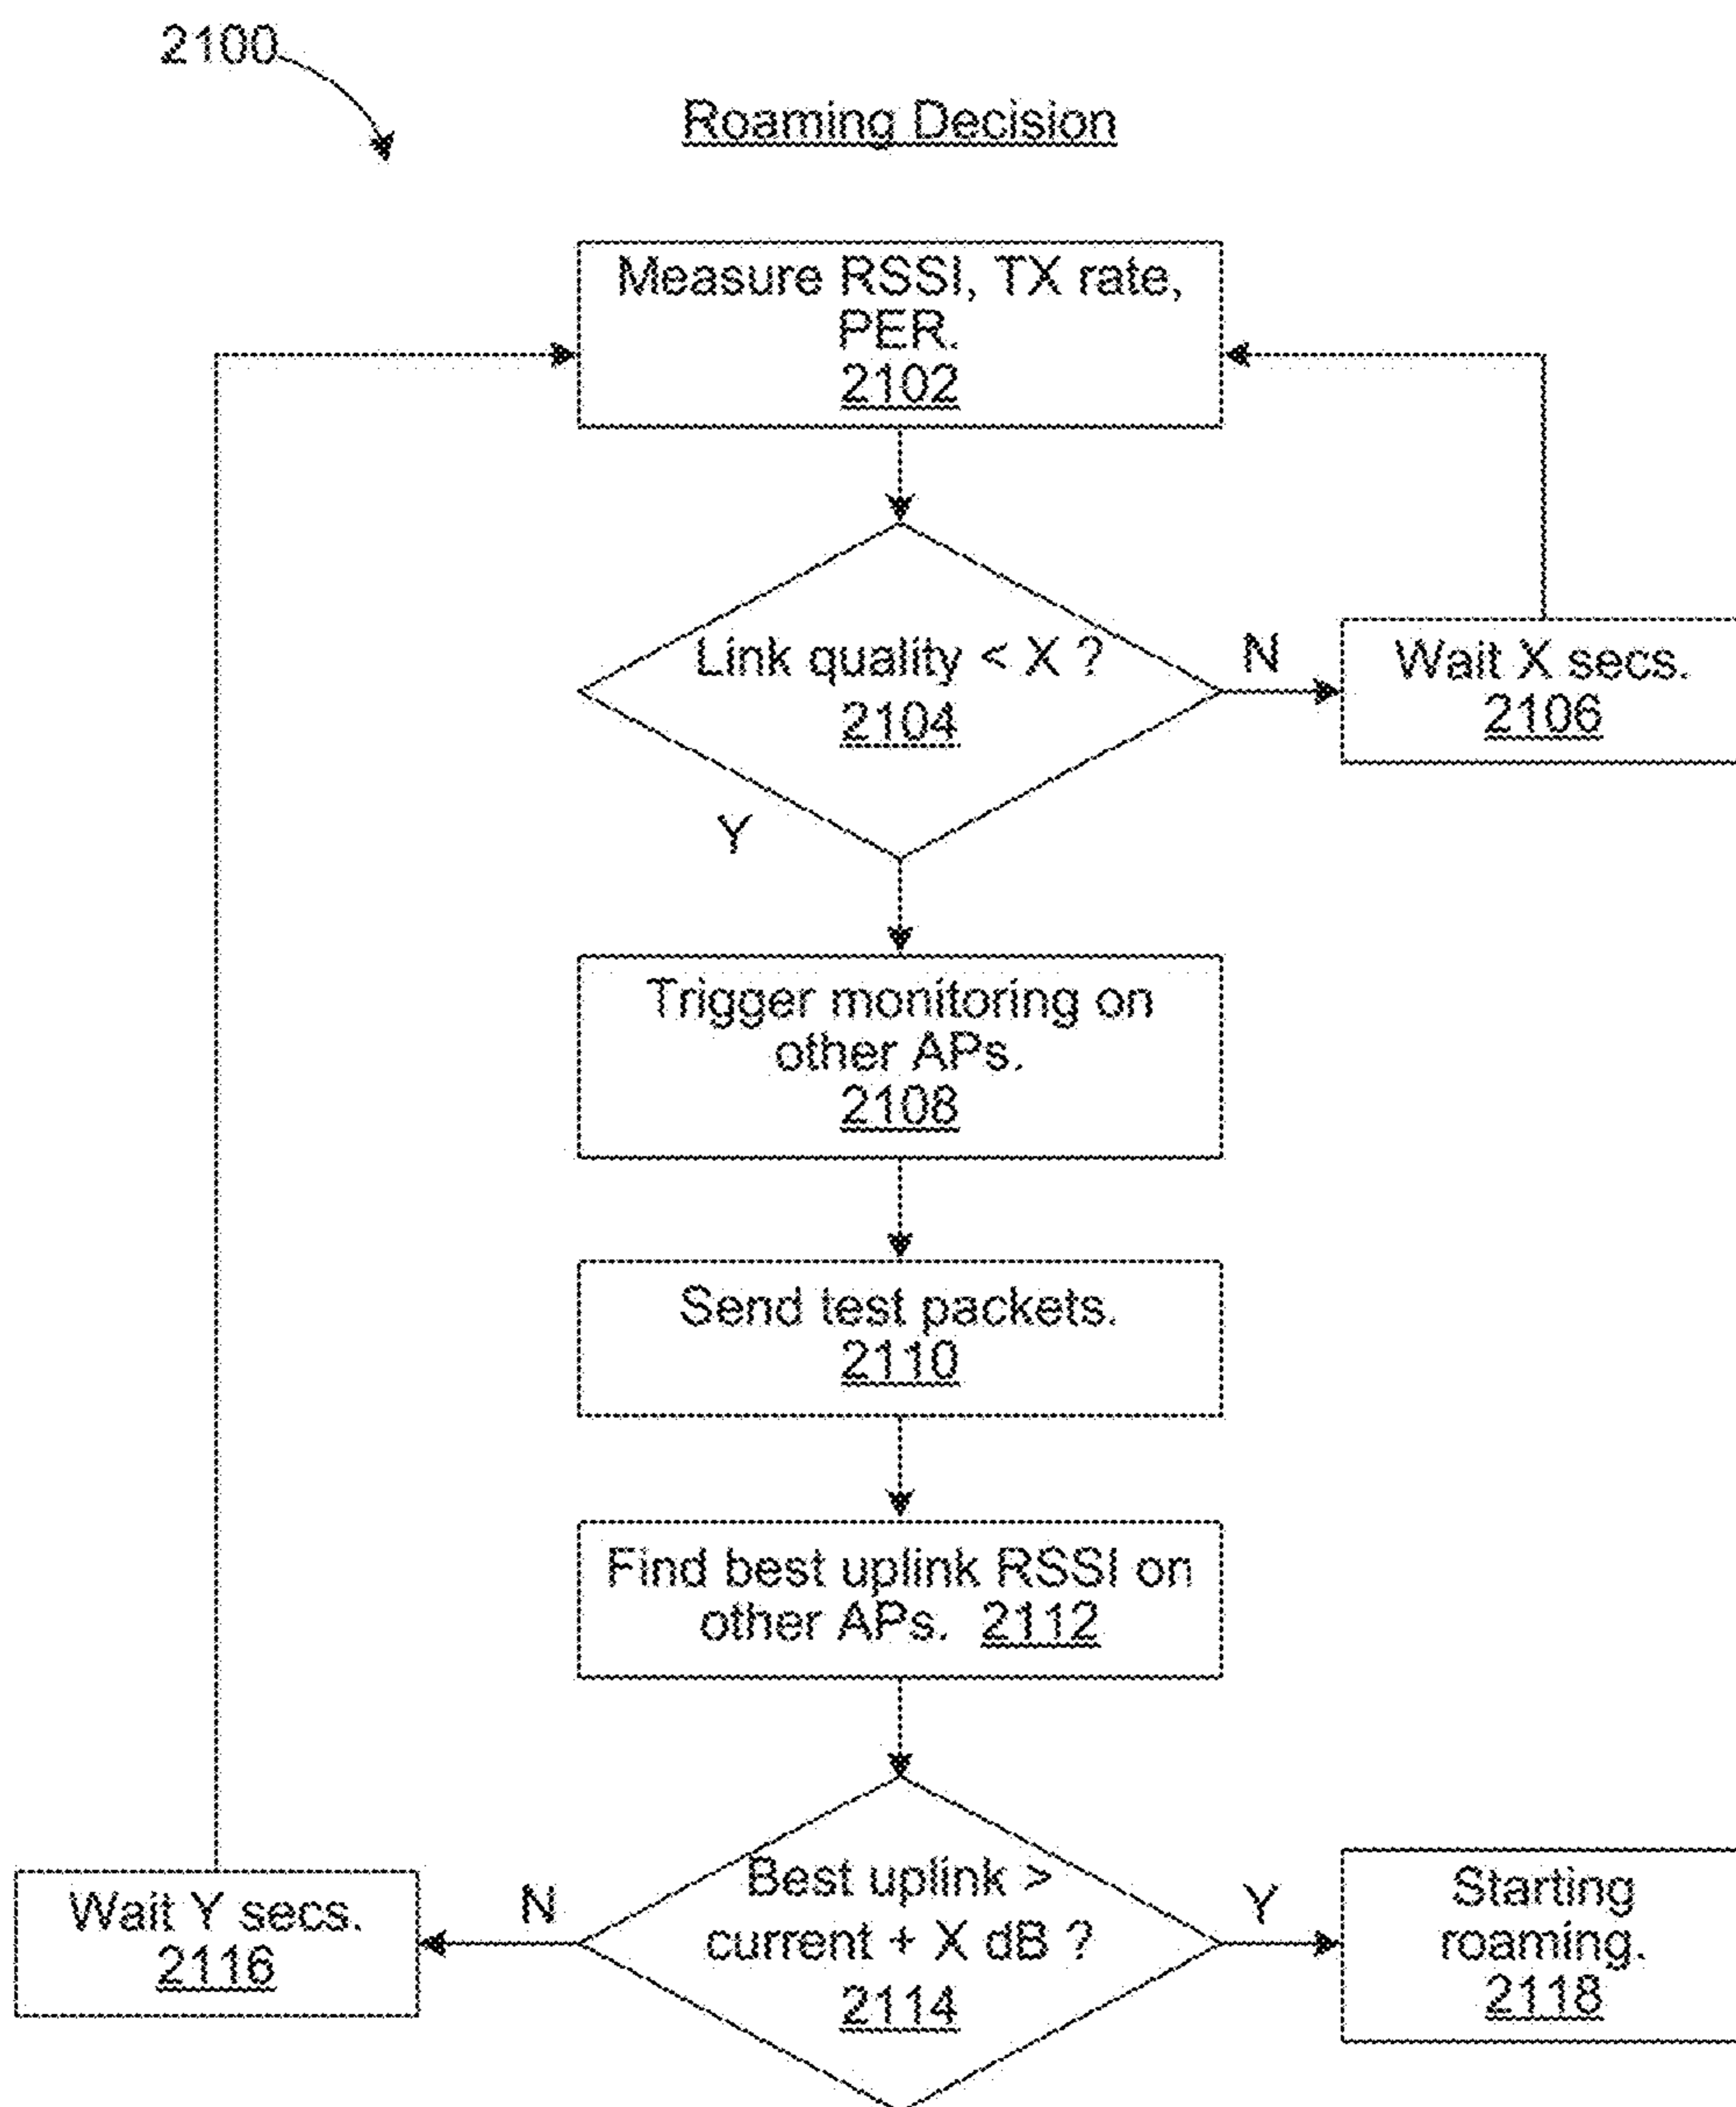 2100
Roaming Decision
Measure RSSI, TX rate,
PER.
2102
Link quality < X ?
2104
N
Wait X secs.
2106
Y
Trigger monitoring on
other APs.
2108
Send test packets.
2110
Find best uplink RSSI on
other APs. 2112
Best uplink >
current + X dB ?
2114
N
Wait Y secs.
2116
Y
Starting
roaming.
2118